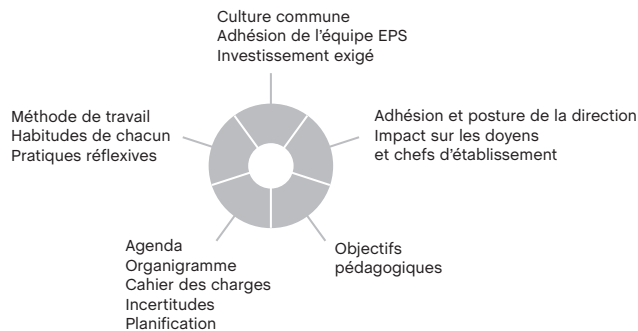 Culture commune
Adhésion de l’équipe EPS
Investissement exigé
Méthode de travail
Habitudes de chacun
Pratiques réflexives
Adhésion et posture de la direction
Impact sur les doyens
et chefs d’établissement
Agenda
Organigramme
Cahier des charges
Incertitudes
Planification
Objectifs
pédagogiques